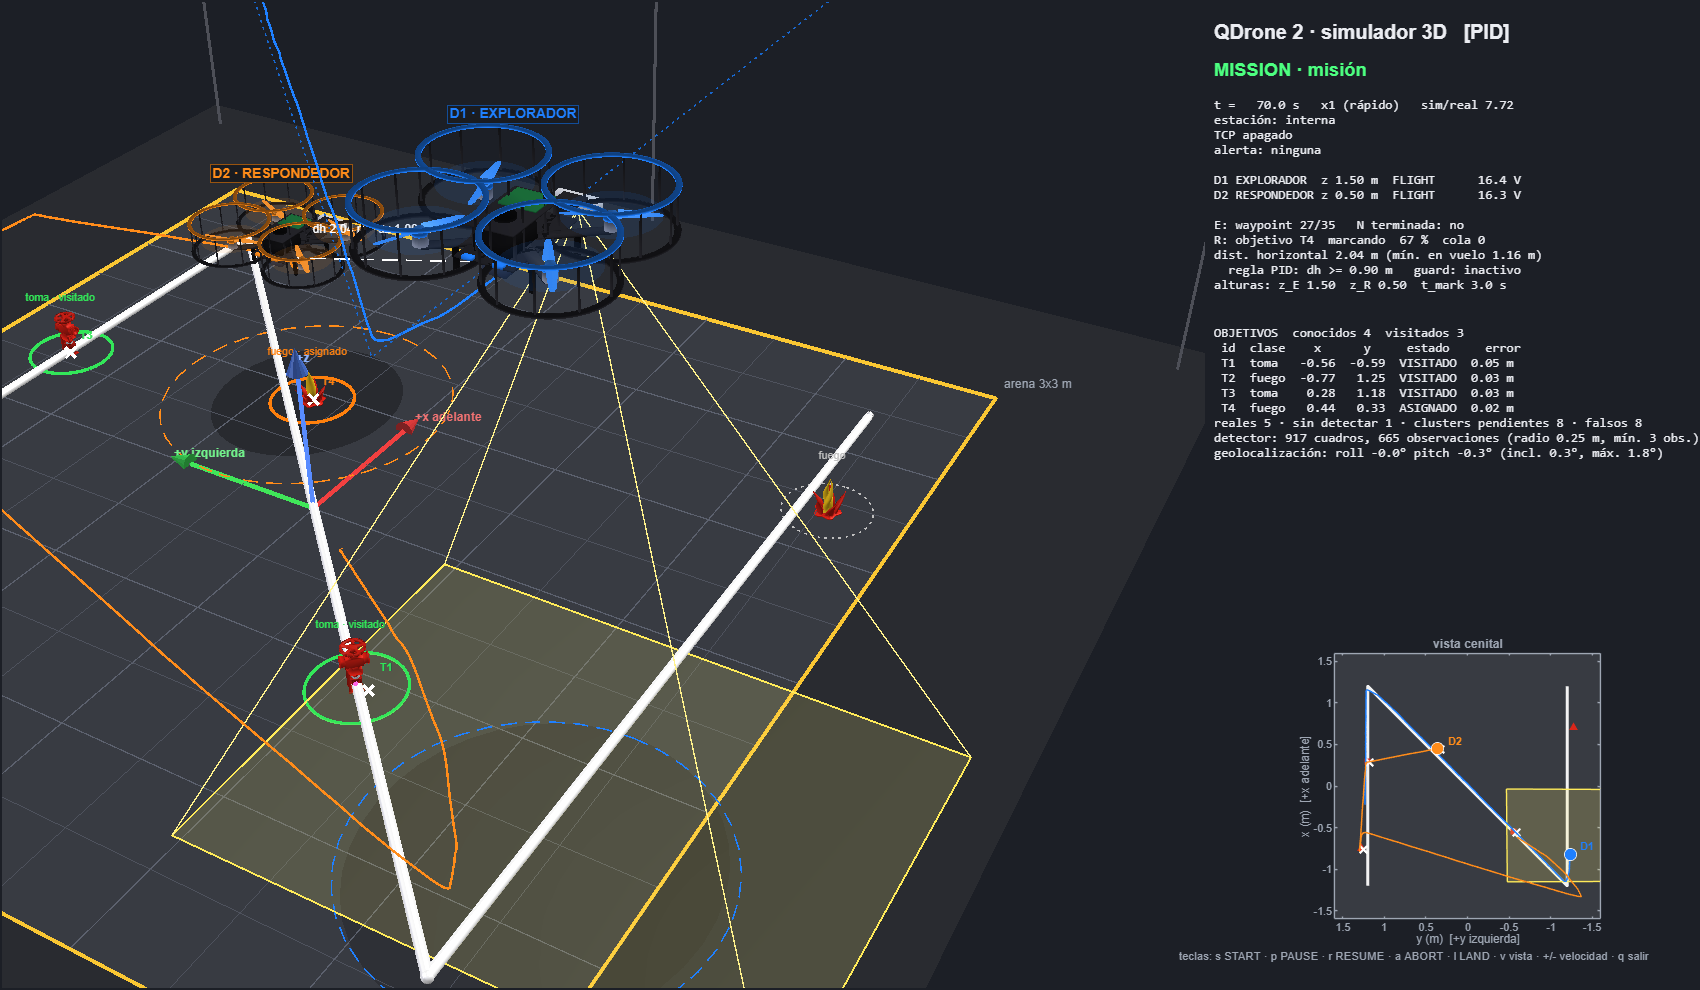 QDrone 2 · simulador 3D   [PID]
MISSION · misión
t =   70.0 s   x1 (rápido)   sim/real 7.72
estación: interna
TCP apagado
alerta: ninguna
D1 EXPLORADOR  z 1.50 m  FLIGHT      16.4 V
D2 RESPONDEDOR z 0.50 m  FLIGHT      16.3 V
E: waypoint 27/35   N terminada: no
R: objetivo T4  marcando  67 %  cola 0
dist. horizontal 2.04 m (mín. en vuelo 1.16 m)
regla PID: dh >= 0.90 m   guard: inactivo
alturas: z_E 1.50  z_R 0.50  t_mark 3.0 s
OBJETIVOS  conocidos 4  visitados 3
id  clase    x      y     estado     error
T1  toma   -0.56  -0.59  VISITADO  0.05 m
T2  fuego  -0.77   1.25  VISITADO  0.03 m
T3  toma    0.28   1.18  VISITADO  0.03 m
T4  fuego   0.44   0.33  ASIGNADO  0.02 m
reales 5 · sin detectar 1 · clusters pendientes 8 · falsos 8
detector: 917 cuadros, 665 observaciones (radio 0.25 m, mín. 3 obs.)
geolocalización: roll -0.0° pitch -0.3° (incl. 0.3°, máx. 1.8°)
D1 · EXPLORADOR
D2 · RESPONDEDOR
dh 2.04
toma · visitado
fuego · asignado
+z
T4
+x adelante
+y izquierda
arena 3x3 m
fuego
toma · visitado
T1
vista cenital
1.5
1
0.5
0
-0.5
-1
-1.5
x (m)  [+x adelante]
D2
D1
1.5 1 0.5 0 -0.5 -1 -1.5
y (m)  [+y izquierda]
teclas: s START · p PAUSE · r RESUME · a ABORT · l LAND · v vista · +/- velocidad · q salir